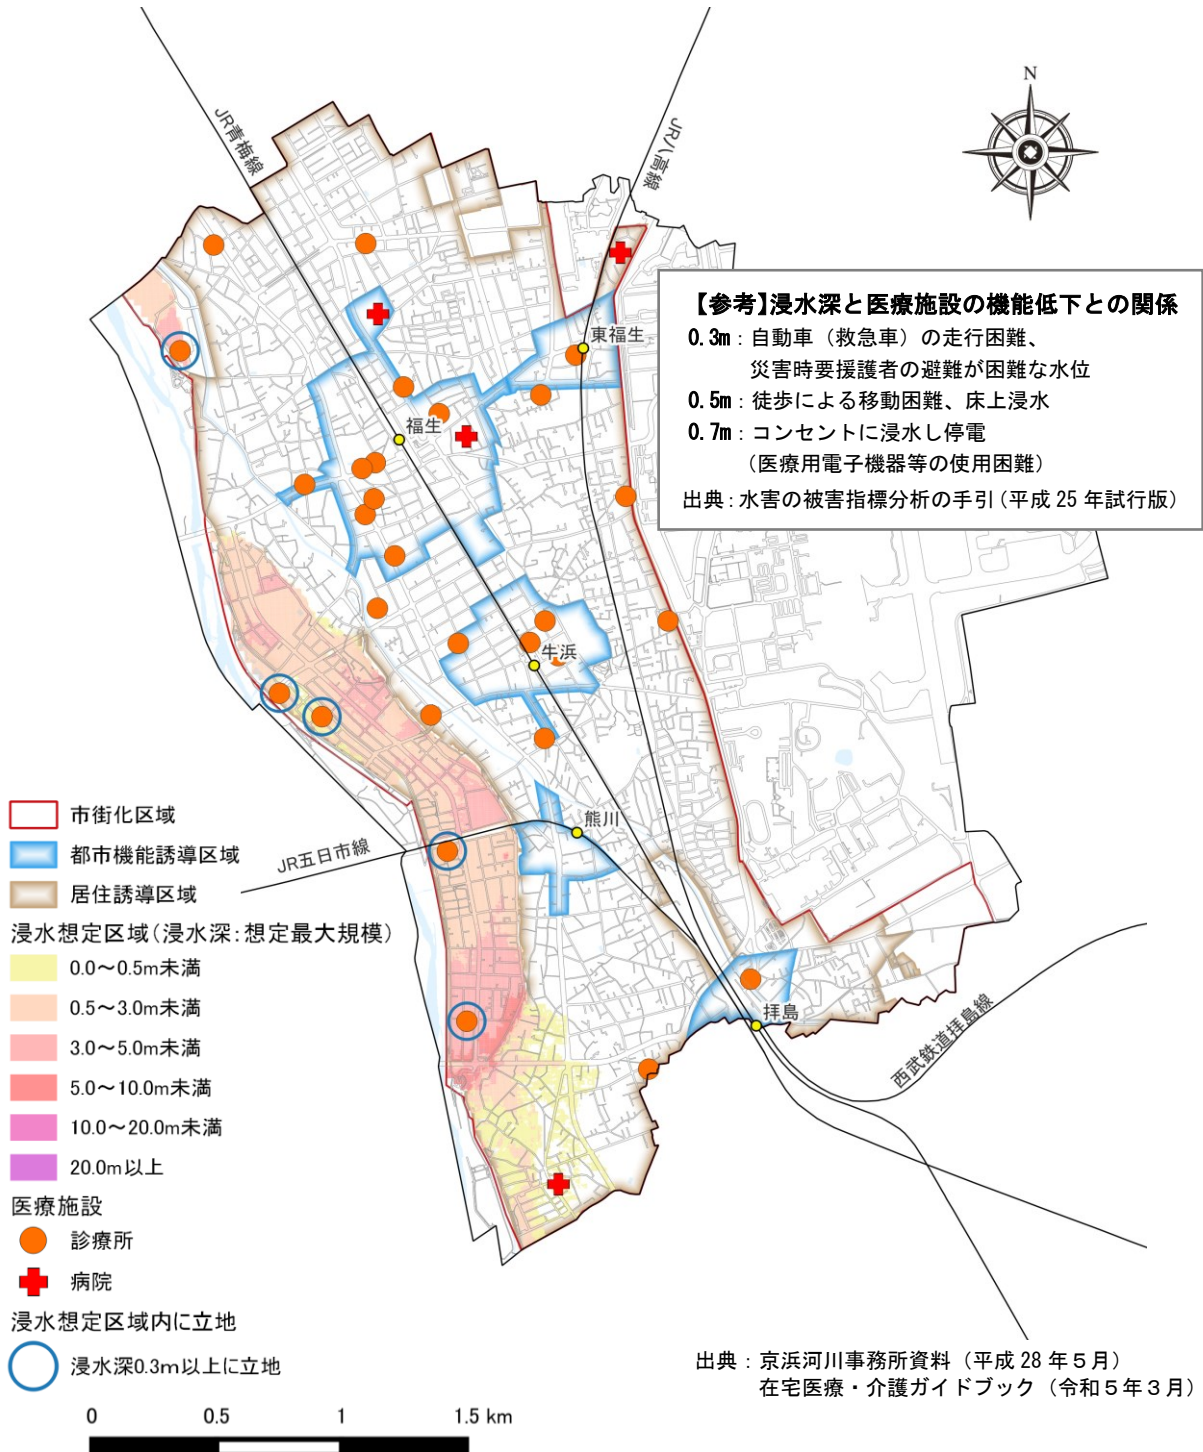 N
JR青梅線
JR八高線
【参考】浸水深と医療施設の機能低下との関係
0.3m：自動車（救急車）の走行困難、
災害時要援護者の避難が困難な水位
0.5m：徒歩による移動困難、床上浸水
0.7m：コンセントに浸水し停電
（医療用電子機器等の使用困難）
出典：水害の被害指標分析の手引（平成25年試行版）
東福生
福生
牛浜
熊川
JR五日市線
拝島
西武鉄道拝島線
市街化区域
都市機能誘導区域
居住誘導区域
浸水想定区域（浸水深：想定最大規模）
0.0～0.5m未満
0.5～3.0m未満
3.0～5.0m未満
5.0～10.0m未満
10.0～20.0m未満
20.0m以上
医療施設
診療所
病院
浸水想定区域内に立地
浸水深0.3m以上に立地
出典：京浜河川事務所資料（平成28年５月）
在宅医療・介護ガイドブック（令和５年３月）
0 0.5 1 1.5 km